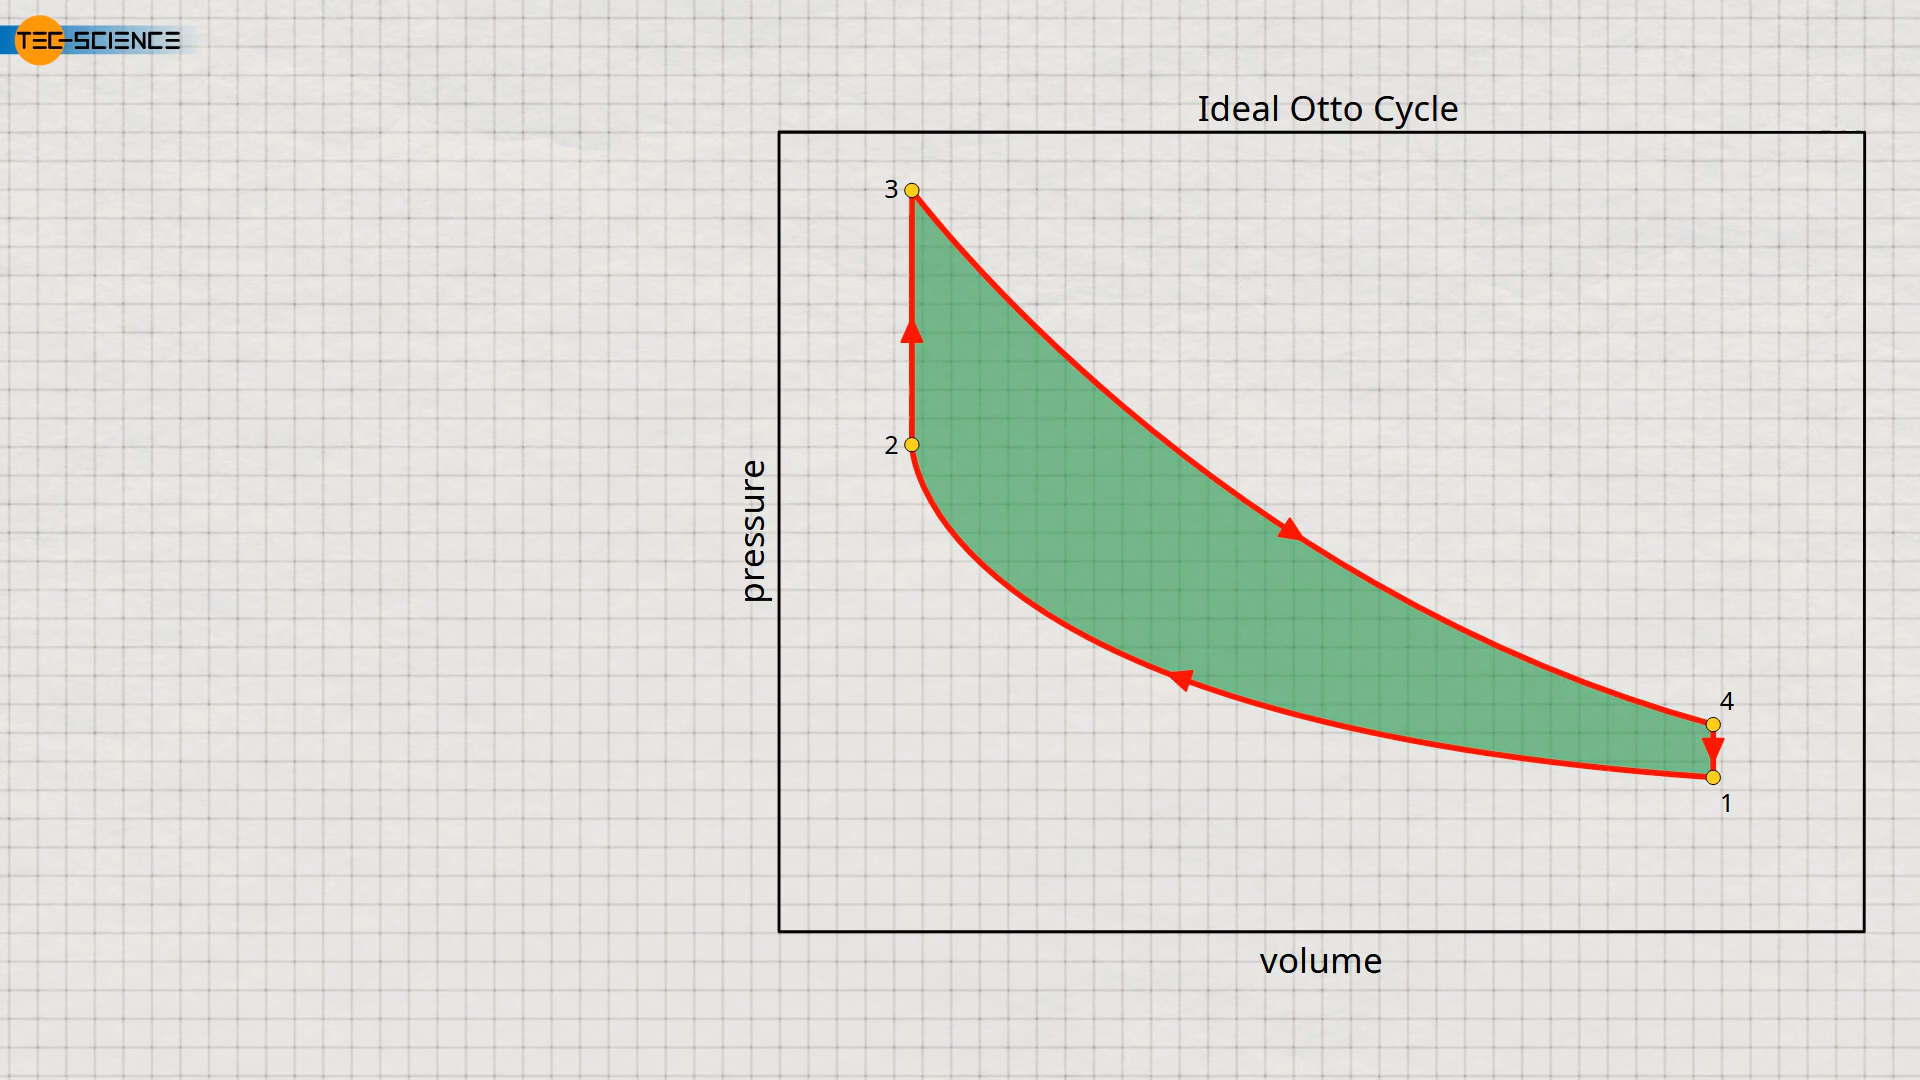 TEC-SCIENCE
Ideal Otto Cycle
3
2
pressure
4
1
volume